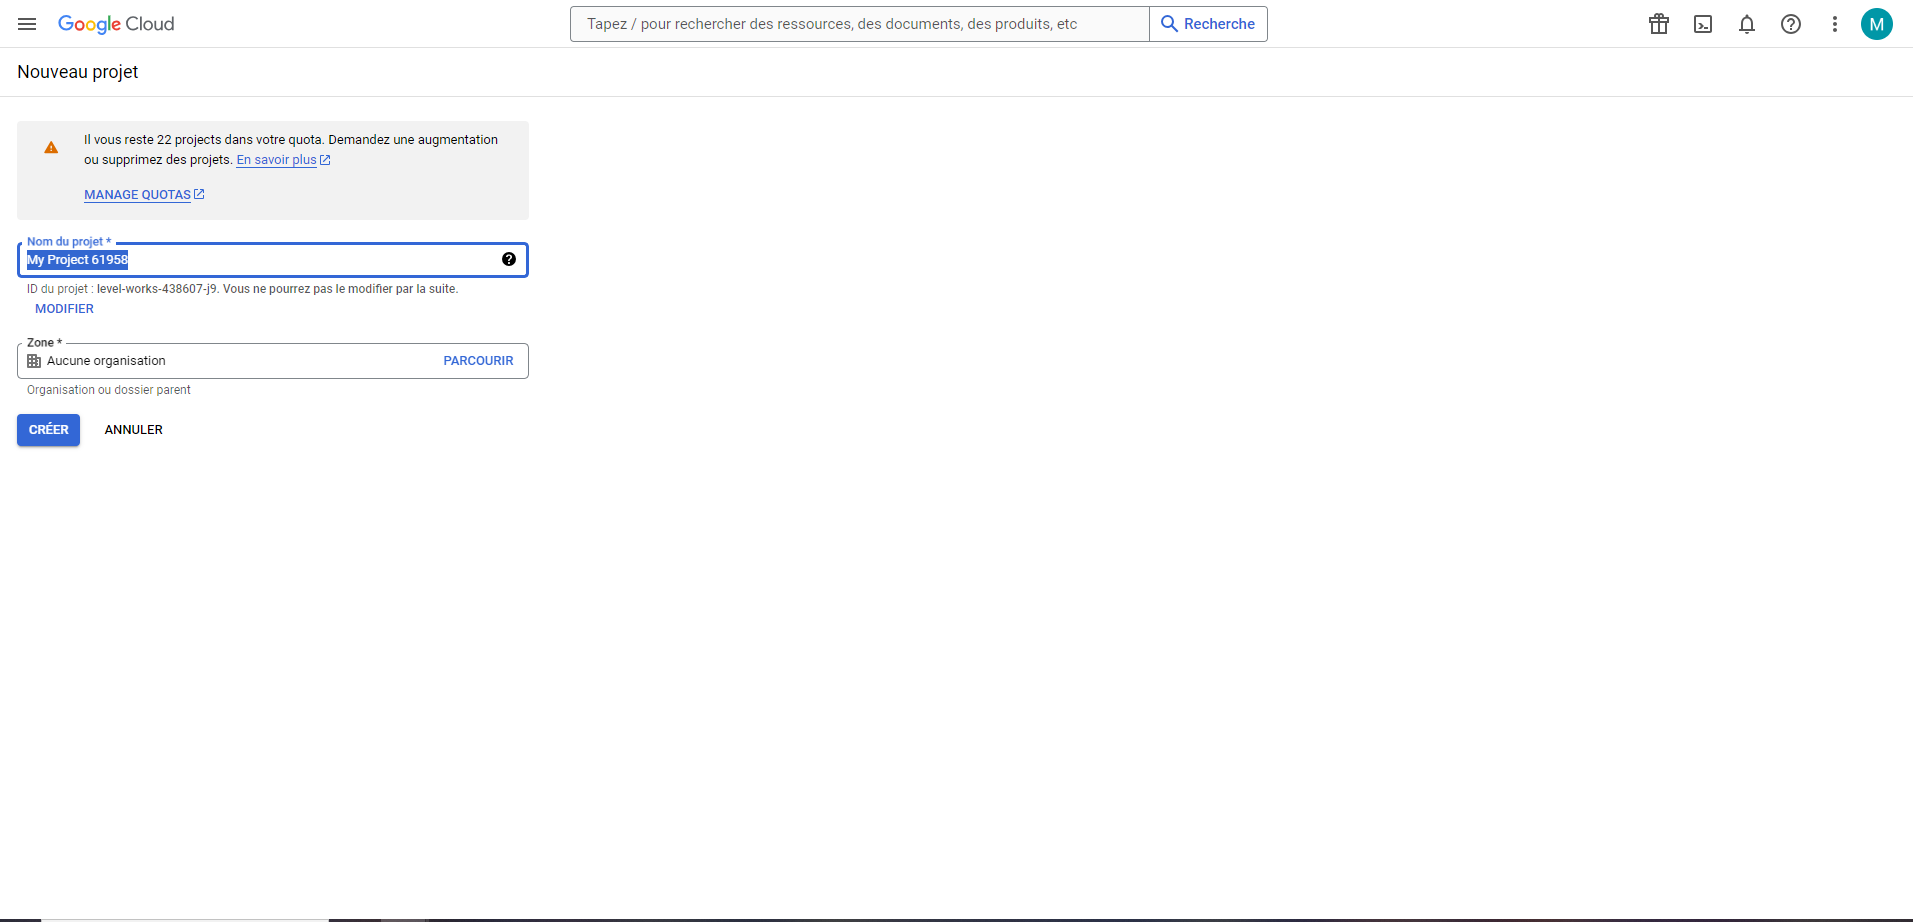 Google Cloud
Tapez / pour rechercher des ressources, des documents, des produits, etc
Recherche
M
Nouveau projet
Il vous reste 22 projects dans votre quota. Demandez une augmentation
ou supprimez des projets. En savoir plus
MANAGE QUOTAS
Nom du projet *
My Project 61958
ID du projet : level-works-438607-j9. Vous ne pourrez pas le modifier par la suite.
MODIFIER
Zone *
Aucune organisation PARCOURIR
Organisation ou dossier parent
CRÉER ANNULER